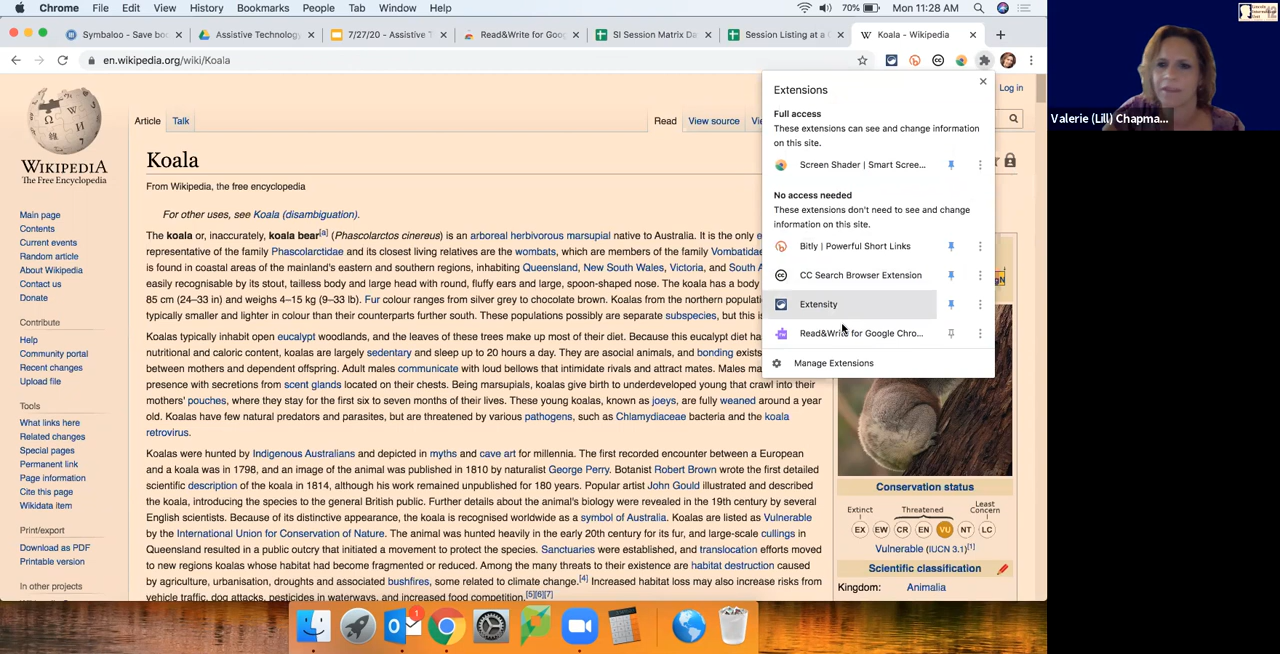 Chrome File Edit View History Bookmarks People Tab Window Help 70% Mon 11:28 AM
Symbaloo - Save boo
Assistive Technology
7/27/20 - Assistive T
Read&Write for Goog
SI Session Matrix Da
Session Listing at a
Koala - Wikipedia
en.wikipedia.org/wiki/Koala
Valerie (Lill) Chapma...
Log in
WIKIPEDIA
The Free Encyclopedia
Main page
Contents
Current events
Random article
About Wikipedia
Contact us
Donate
Contribute
Help
Community portal
Recent changes
Upload file
Tools
What links here
Related changes
Special pages
Permanent link
Page information
Cite this page
Wikidata item
Print/export
Download as PDF
Printable version
In other projects
Article Talk Read View source
Koala
From Wikipedia, the free encyclopedia
For other uses, see Koala (disambiguation).
The koala or, inaccurately, koala bear[a] (Phascolarctos cinereus) is an arboreal herbivorous marsupial native to Australia. It is the only
representative of the family Phascolarctidae and its closest living relatives are the wombats, which are members of the family Vombatidae
is found in coastal areas of the mainland's eastern and southern regions, inhabiting Queensland, New South Wales, Victoria, and South
easily recognisable by its stout, tailless body and large head with round, fluffy ears and large, spoon-shaped nose. The koala has a body
85 cm (24–33 in) and weighs 4–15 kg (9–33 lb). Fur colour ranges from silver grey to chocolate brown. Koalas from the northern
typically smaller and lighter in colour than their counterparts further south. These populations possibly are separate subspecies, but this is
Koalas typically inhabit open eucalypt woodlands, and the leaves of these trees make up most of their diet. Because this eucalypt diet
nutritional and caloric content, koalas are largely sedentary and sleep up to 20 hours a day. They are asocial animals, and bonding exists
between mothers and dependent offspring. Adult males communicate with loud bellows that intimidate rivals and attract mates. Males
presence with secretions from scent glands located on their chests. Being marsupials, koalas give birth to underdeveloped young that crawl into their
mothers' pouches, where they stay for the first six to seven months of their lives. These young koalas, known as joeys, are fully weaned around a year
old. Koalas have few natural predators and parasites, but are threatened by various pathogens, such as Chlamydiaceae bacteria and the koala
retrovirus.
Koalas were hunted by Indigenous Australians and depicted in myths and cave art for millennia. The first recorded encounter between a European
and a koala was in 1798, and an image of the animal was published in 1810 by naturalist George Perry. Botanist Robert Brown wrote the first detailed
scientific description of the koala in 1814, although his work remained unpublished for 180 years. Popular artist John Gould illustrated and described
the koala, introducing the species to the general British public. Further details about the animal's biology were revealed in the 19th century by several
English scientists. Because of its distinctive appearance, the koala is recognised worldwide as a symbol of Australia. Koalas are listed as Vulnerable
by the International Union for Conservation of Nature. The animal was hunted heavily in the early 20th century for its fur, and large-scale cullings in
Queensland resulted in a public outcry that initiated a movement to protect the species. Sanctuaries were established, and translocation efforts moved
to new regions koalas whose habitat had become fragmented or reduced. Among the many threats to their existence are habitat destruction caused
by agriculture, urbanisation, droughts and associated bushfires, some related to climate change.[4] Increased habitat loss may also increase risks from
vehicle traffic, dog attacks, pesticides in waterways, and increased food competition.[5][6][7]
Extensions
Full access
These extensions can see and change information
on this site.
Screen Shader | Smart Scree...
No access needed
These extensions don't need to see and change
information on this site.
Bitly | Powerful Short Links
CC Search Browser Extension
Extensity
Read&Write for Google Chro...
Manage Extensions
Conservation status
Extinct Threatened Least
Concern
EX EW CR EN VU NT LC
Vulnerable (IUCN 3.1)[1]
Scientific classification
Kingdom: Animalia
1